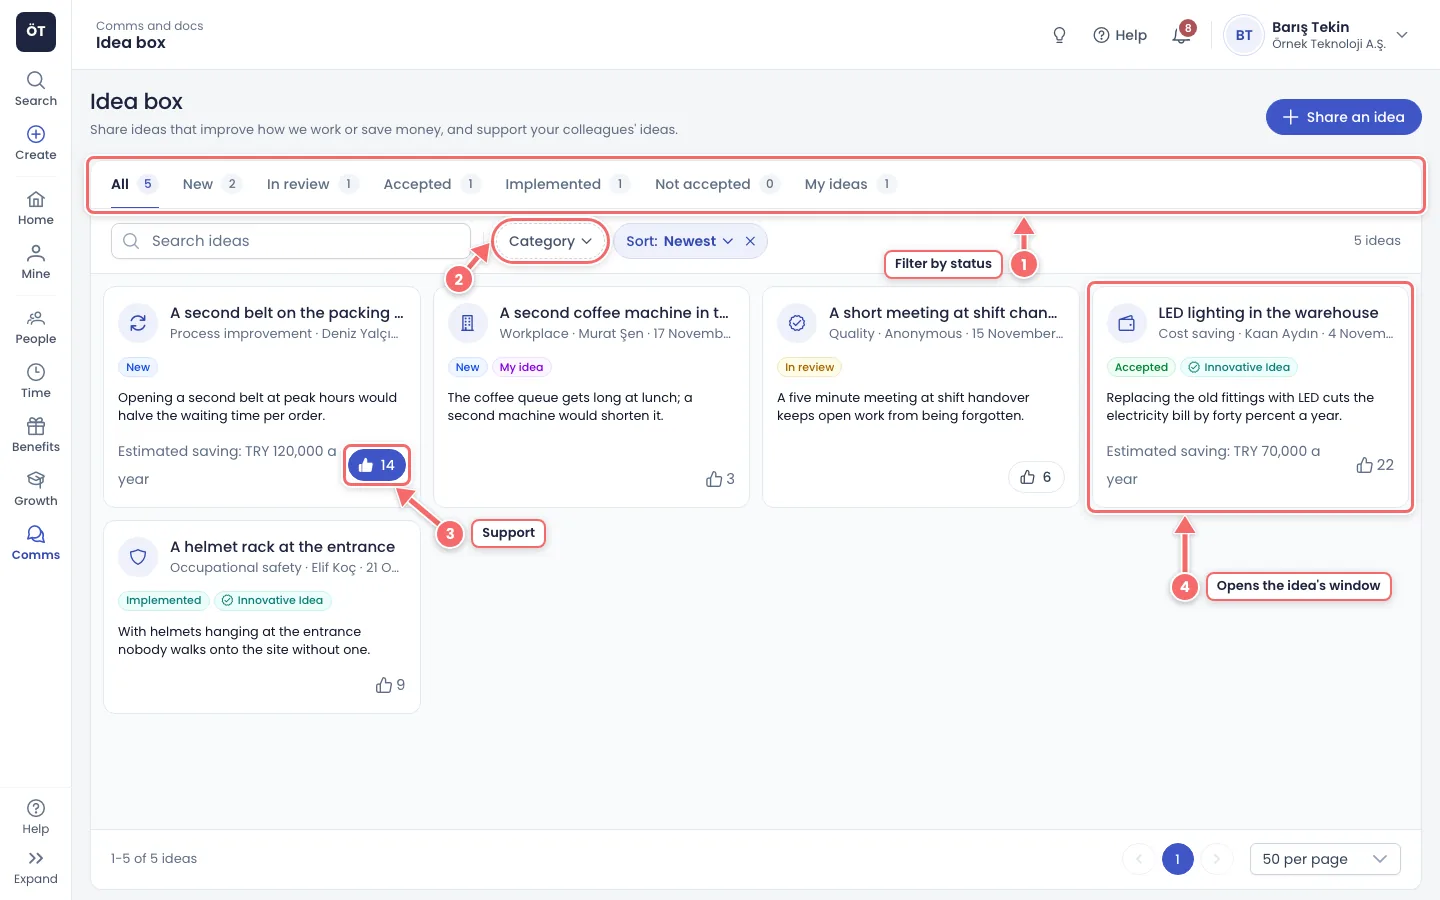 ÖT
Search
Create
Home
Mine
People
Time
Benefits
Growth
Comms
Help
Expand
Comms and docs
Idea box
Help
8
BT
Barış Tekin
Örnek Teknoloji A.Ş.
Idea box
Share ideas that improve how we work or save money, and support your colleagues' ideas.
Share an idea
All 5 New 2 In review 1 Accepted 1 Implemented 1 Not accepted 0 My ideas 1
Search ideas
Category
Sort: Newest
5 ideas
2
Filter by status
1
A second belt on the packing ...
Process improvement · Deniz Yalçı...
New
Opening a second belt at peak hours would
halve the waiting time per order.
Estimated saving: TRY 120,000 a
year
14
A second coffee machine in t...
Workplace · Murat Şen · 17 Novemb...
New My idea
The coffee queue gets long at lunch; a
second machine would shorten it.
3
A short meeting at shift chan...
Quality · Anonymous · 15 November...
In review
A five minute meeting at shift handover
keeps open work from being forgotten.
6
LED lighting in the warehouse
Cost saving · Kaan Aydın · 4 Novem...
Accepted Innovative Idea
Replacing the old fittings with LED cuts the
electricity bill by forty percent a year.
Estimated saving: TRY 70,000 a
year
22
3
Support
4
Opens the idea's window
A helmet rack at the entrance
Occupational safety · Elif Koç · 21 O...
Implemented Innovative Idea
With helmets hanging at the entrance
nobody walks onto the site without one.
9
1-5 of 5 ideas
1
50 per page